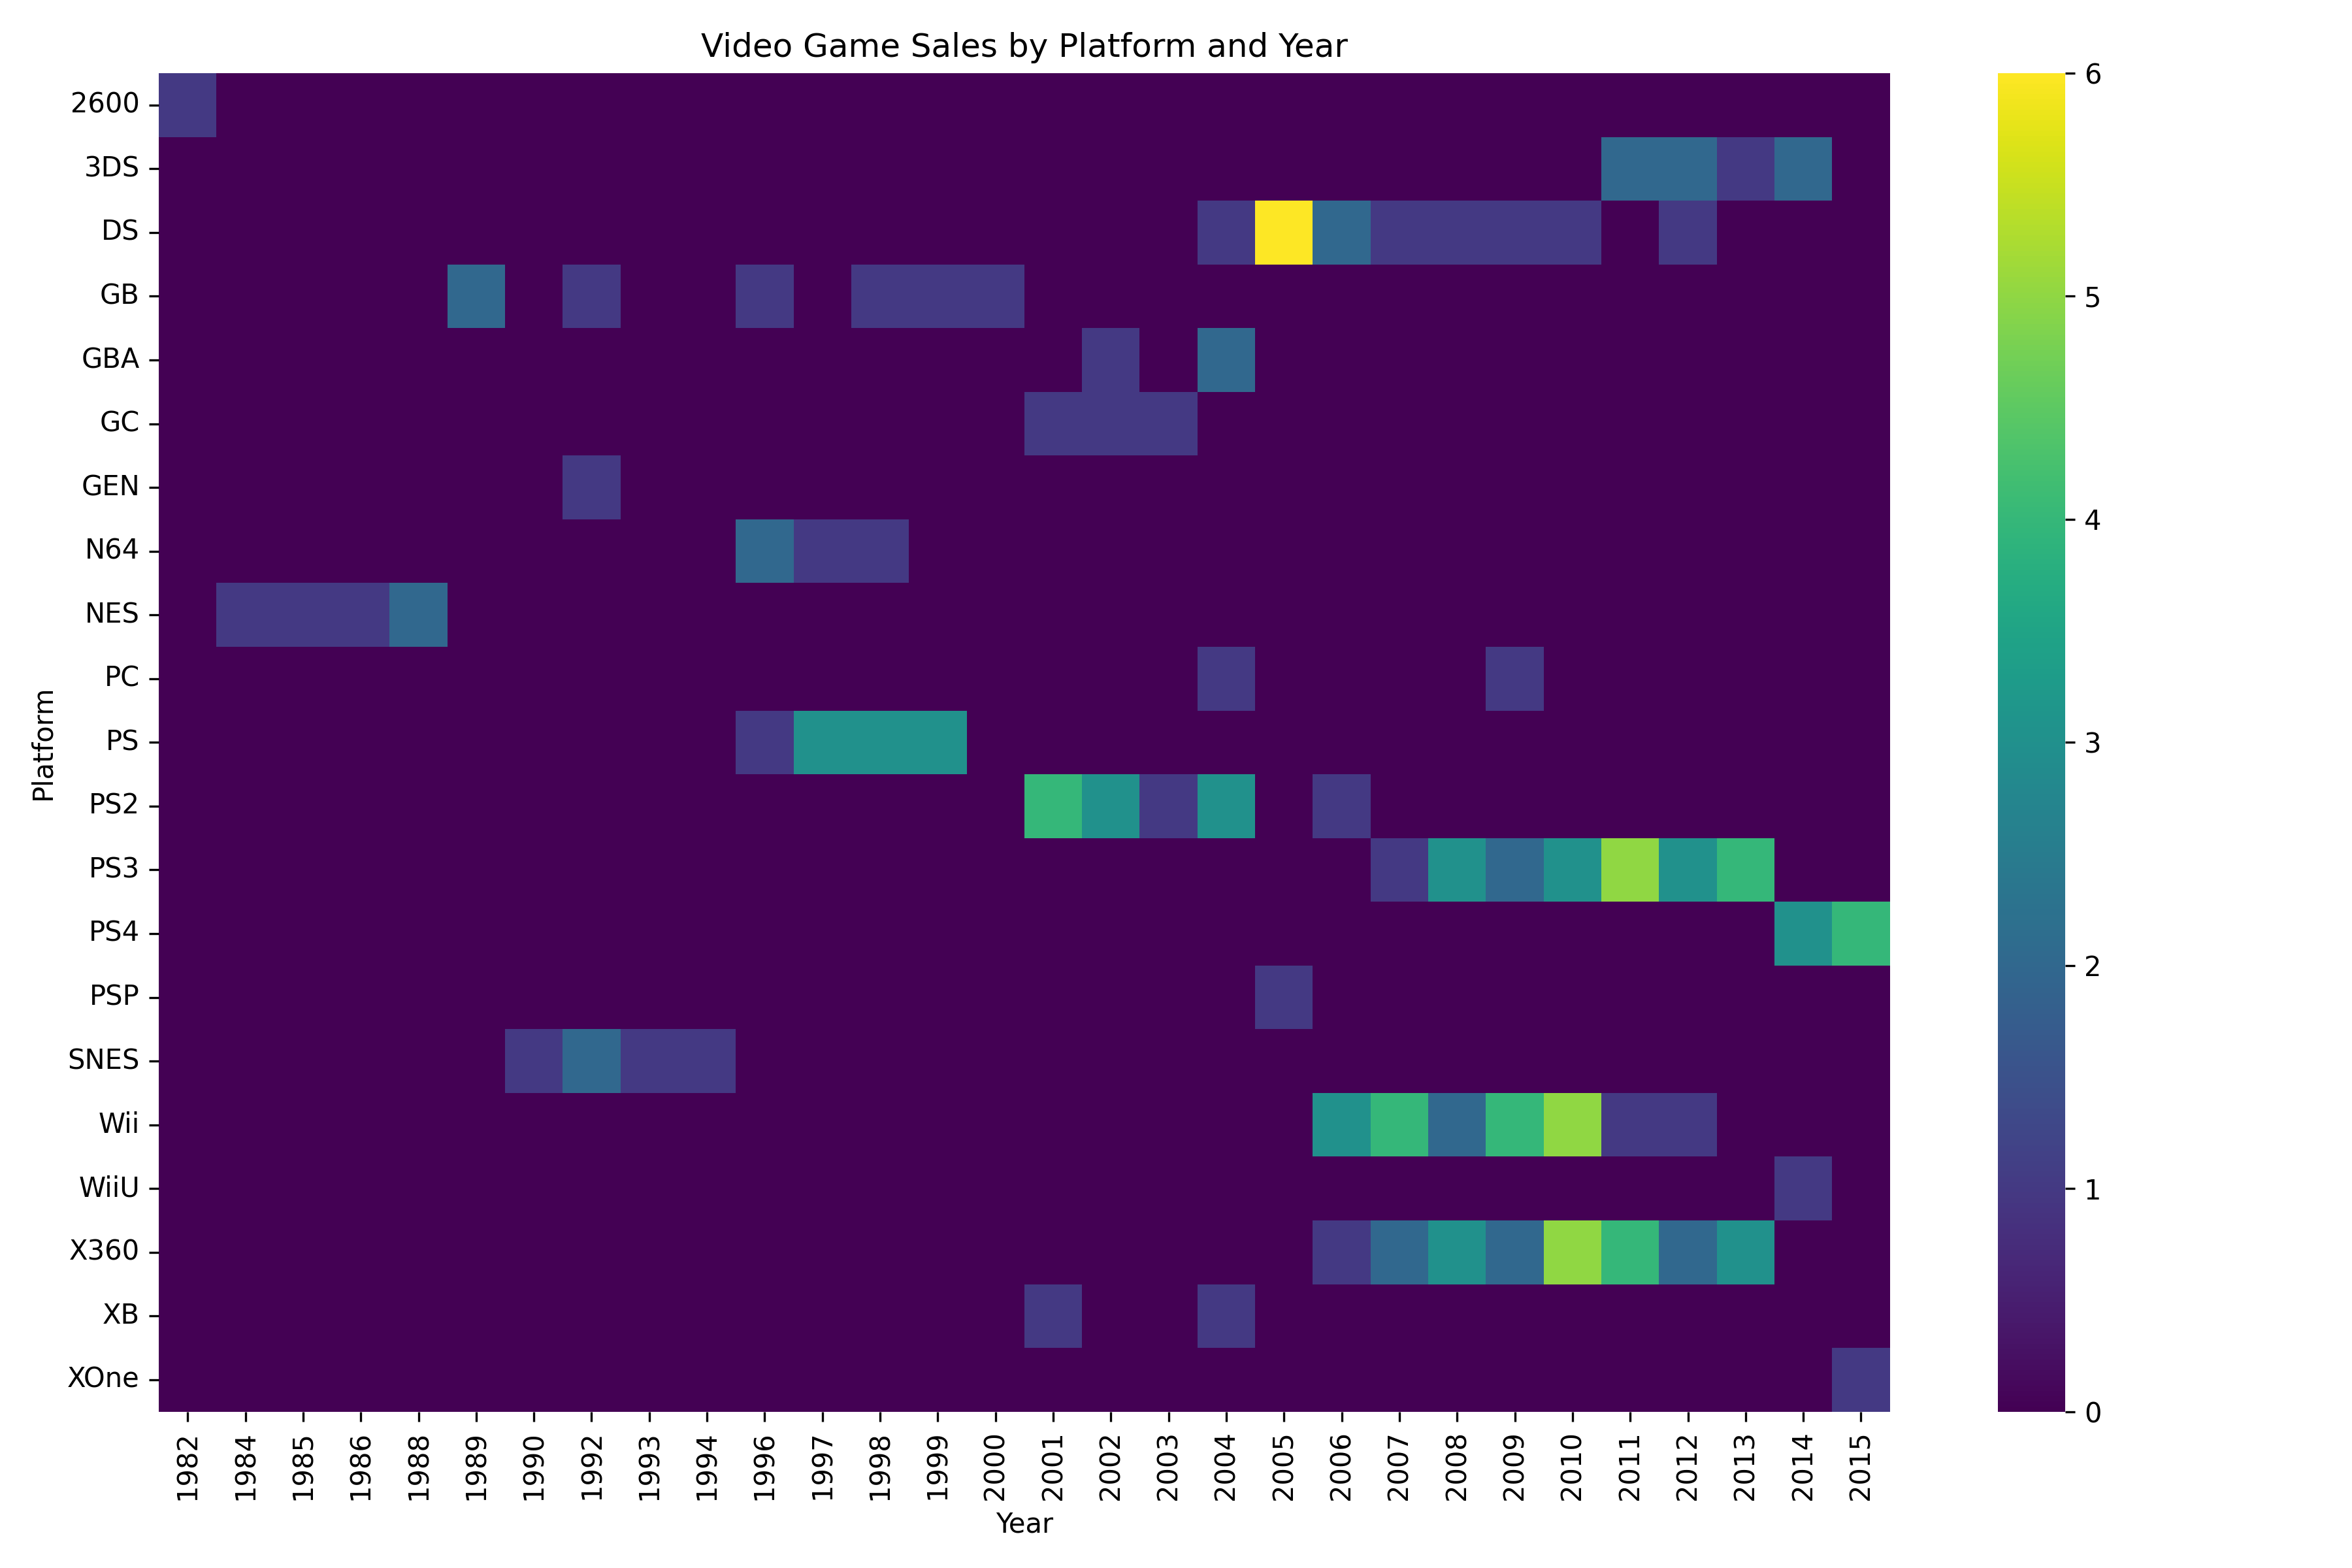 Video Game Sales by Platform and Year
Platform
2600
3DS
DS
GB
GBA
GC
GEN
N64
NES
PC
PS
PS2
PS3
PS4
PSP
SNES
Wii
WiiU
X360
XB
XOne
1982
1984
1985
1986
1988
1989
1990
1992
1993
1994
1996
1997
1998
1999
2000
2001
2002
2003
2004
2005
2006
2007
2008
2009
2010
2011
2012
2013
2014
2015
Year
6
5
4
3
2
1
0